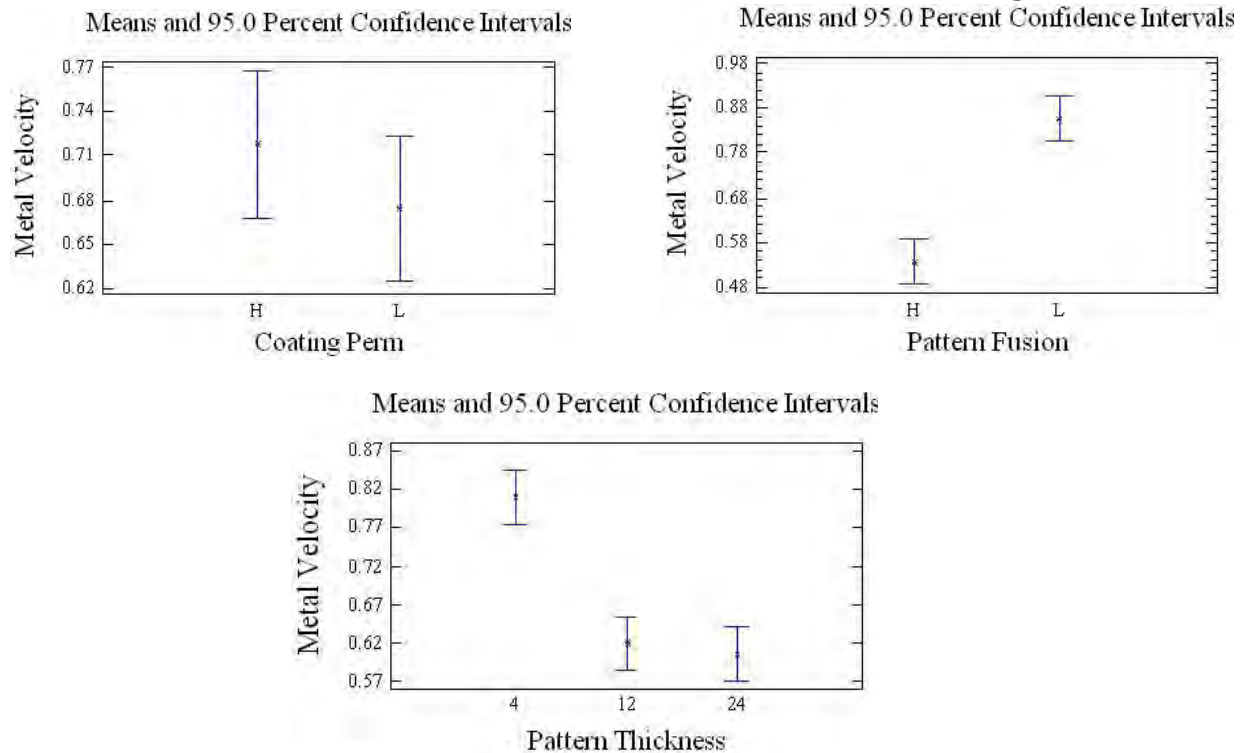 Means and 95.0 Percent Confidence Intervals
Metal Velocity
0.77
0.74
0.71
0.68
0.65
0.62
H L
Coating Perm
Means and 95.0 Percent Confidence Intervals
Metal Velocity
0.98
0.88
0.78
0.68
0.58
0.48
H L
Pattern Fusion
Means and 95.0 Percent Confidence Intervals
Metal Velocity
0.87
0.82
0.77
0.72
0.67
0.62
0.57
4 12 24
Pattern Thickness